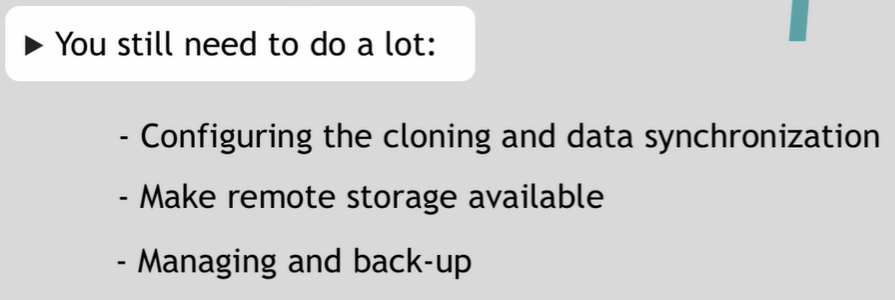 ▶ You still need to do a lot:
- Configuring the cloning and data synchronization
- Make remote storage available
- Managing and back-up